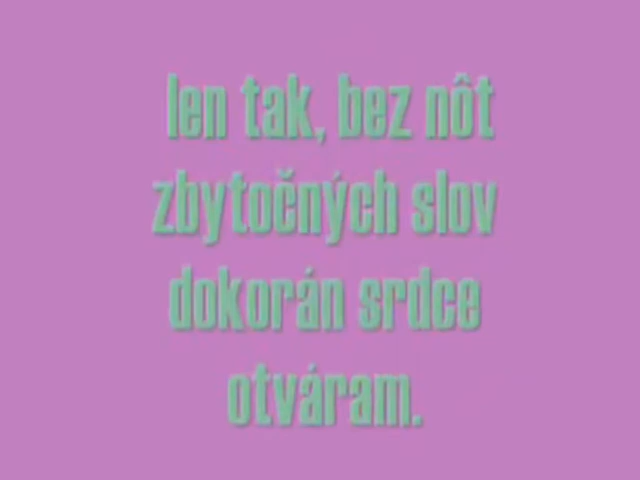 len tak, bez nôt
zbytočných slov
dokorán srdce
otváram.